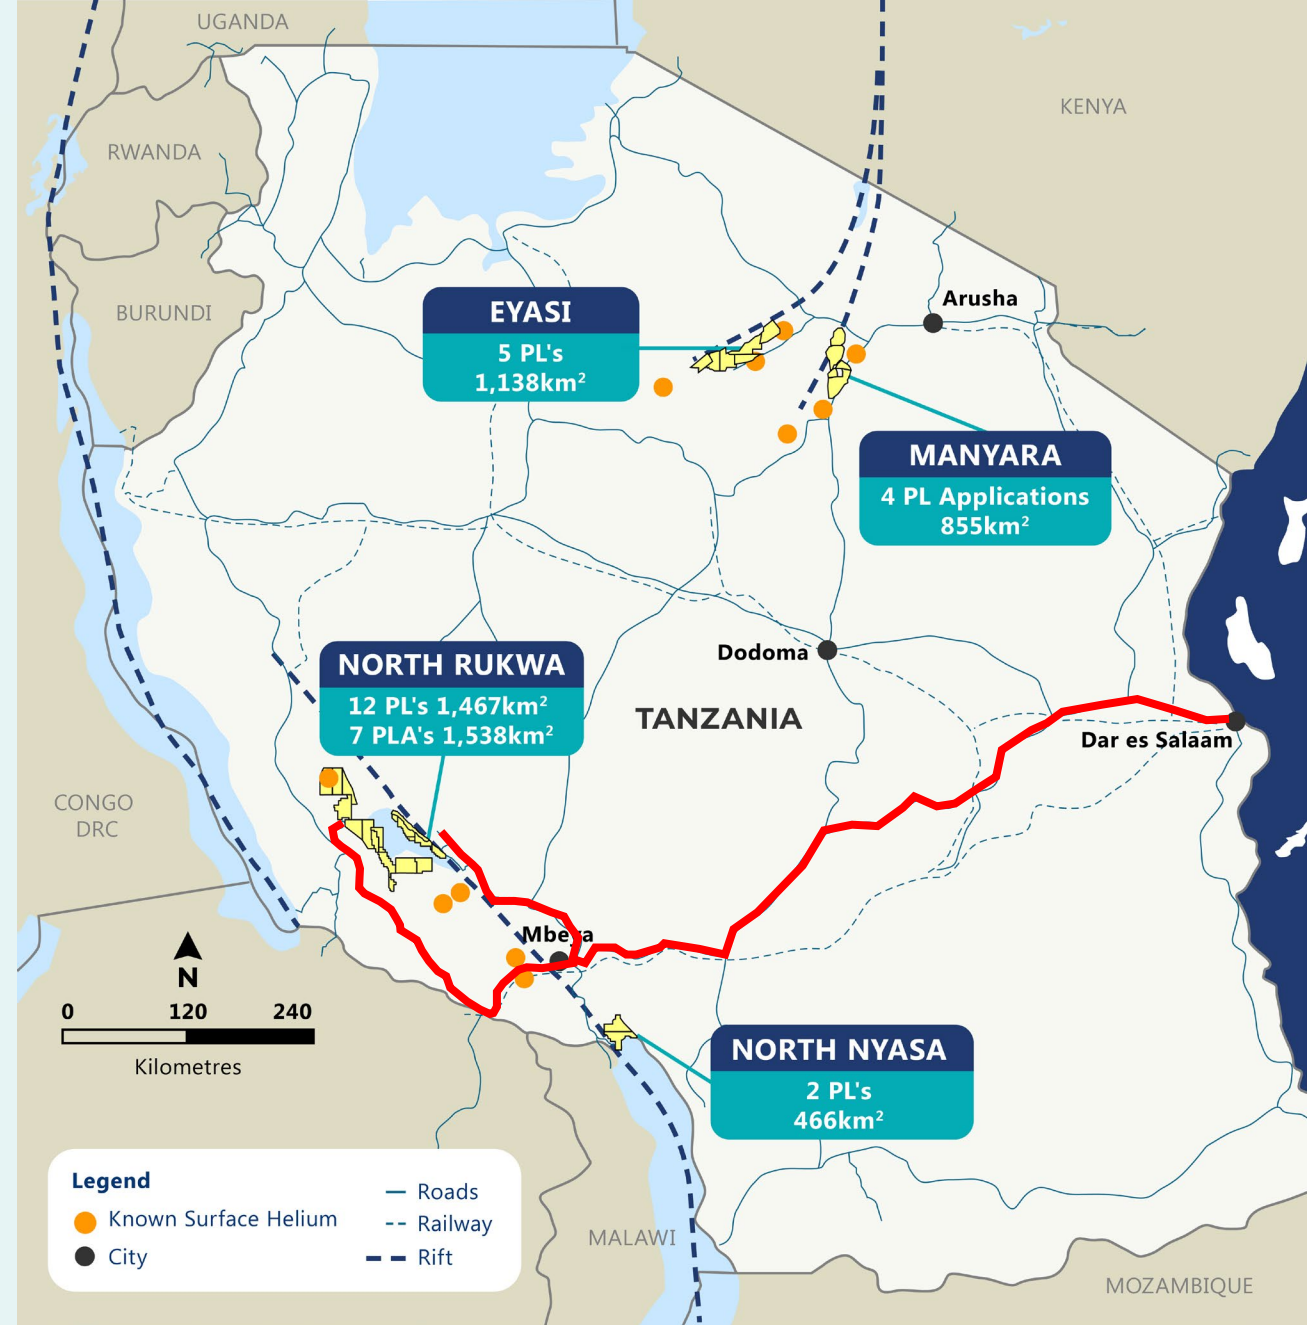 UGANDA
KENYA
RWANDA
BURUNDI
Arusha
EYASI
5 PL's
1,138km²
MANYARA
4 PL Applications
855km²
NORTH RUKWA
12 PL's 1,467km²
7 PLA's 1,538km²
Dodoma
TANZANIA
Dar es Salaam
CONGO
DRC
Mbeya
N
0 120 240
Kilometres
NORTH NYASA
2 PL's
466km²
Legend
Known Surface Helium
City
Roads
Railway
Rift
MALAWI
MOZAMBIQUE